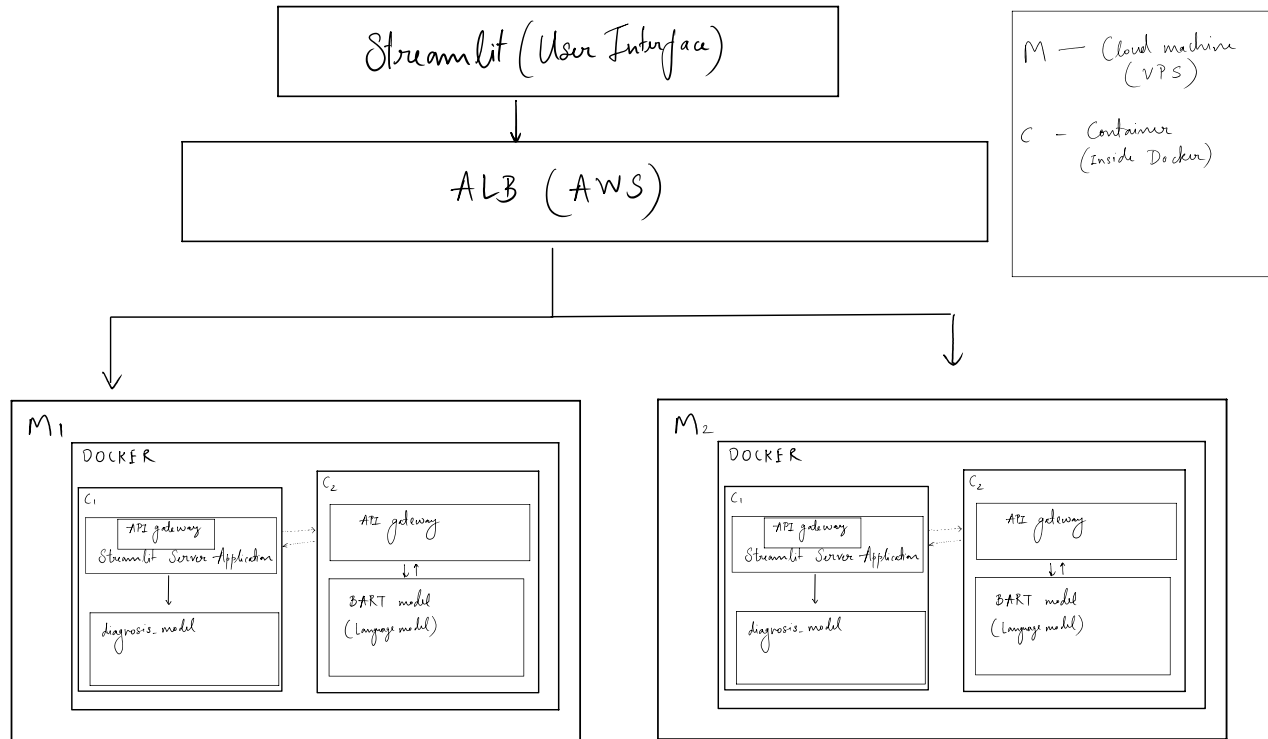 Streamlit (User Interface)
M — Cloud machine
(VPS)
C - Container
(Inside Docker)
ALB (AWS)
M1
DOCKER
C1
API gateway
Streamlit Server Application
diagnosis_model
C2
API gateway
BART model
(Language model)
M2
DOCKER
C1
API gateway
Streamlit Server Application
diagnosis_model
C2
API gateway
BART model
(Language model)